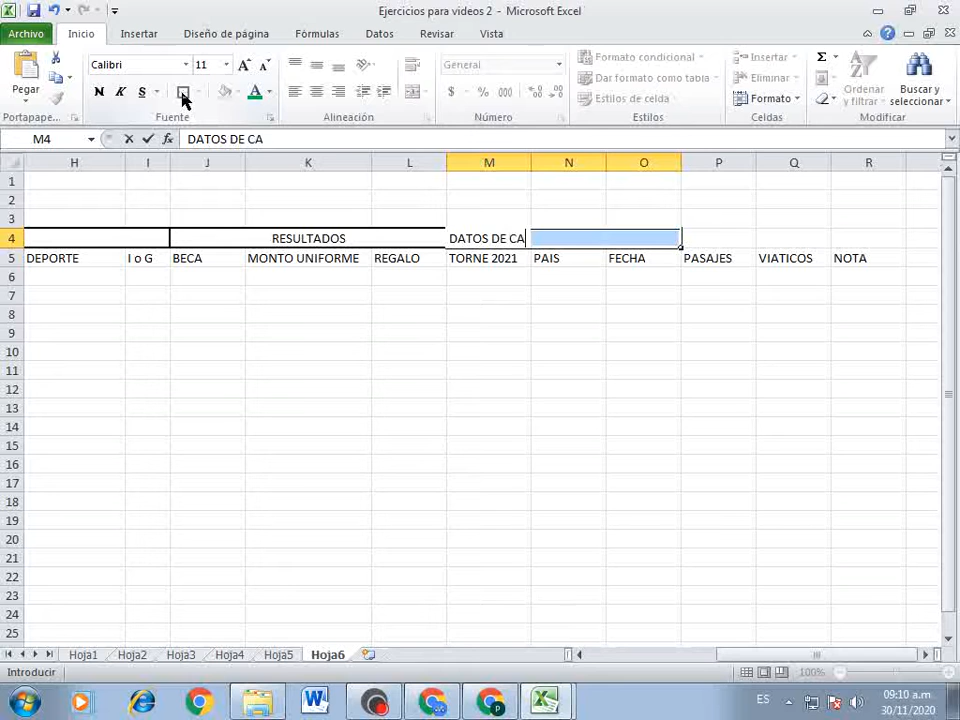 Ejercicios para videos 2 - Microsoft Excel
Archivo Inicio Insertar Diseño de página Fórmulas Datos Revisar Vista
Pegar
Portapape...
Calibri 11
N K S A
Fuente
Alineación
General
$ % 000
Número
Formato condicional
Dar formato como tabla
Estilos de celda
Estilos
Insertar
Eliminar
Formato
Celdas
Σ
Ordenar y filtrar
Buscar y seleccionar
Modificar
M4 fx DATOS DE CA
H I J K L M N O P Q R
1
2
3
4 RESULTADOS DATOS DE CA
5 DEPORTE I o G BECA MONTO UNIFORME REGALO TORNE 2021 PAIS FECHA PASAJES VIATICOS NOTA
6
7
8
9
10
11
12
13
14
15
16
17
18
19
20
21
22
23
24
25
Hoja1 Hoja2 Hoja3 Hoja4 Hoja5 Hoja6
Introducir 100%
ES 09:10 a.m.
30/11/2020